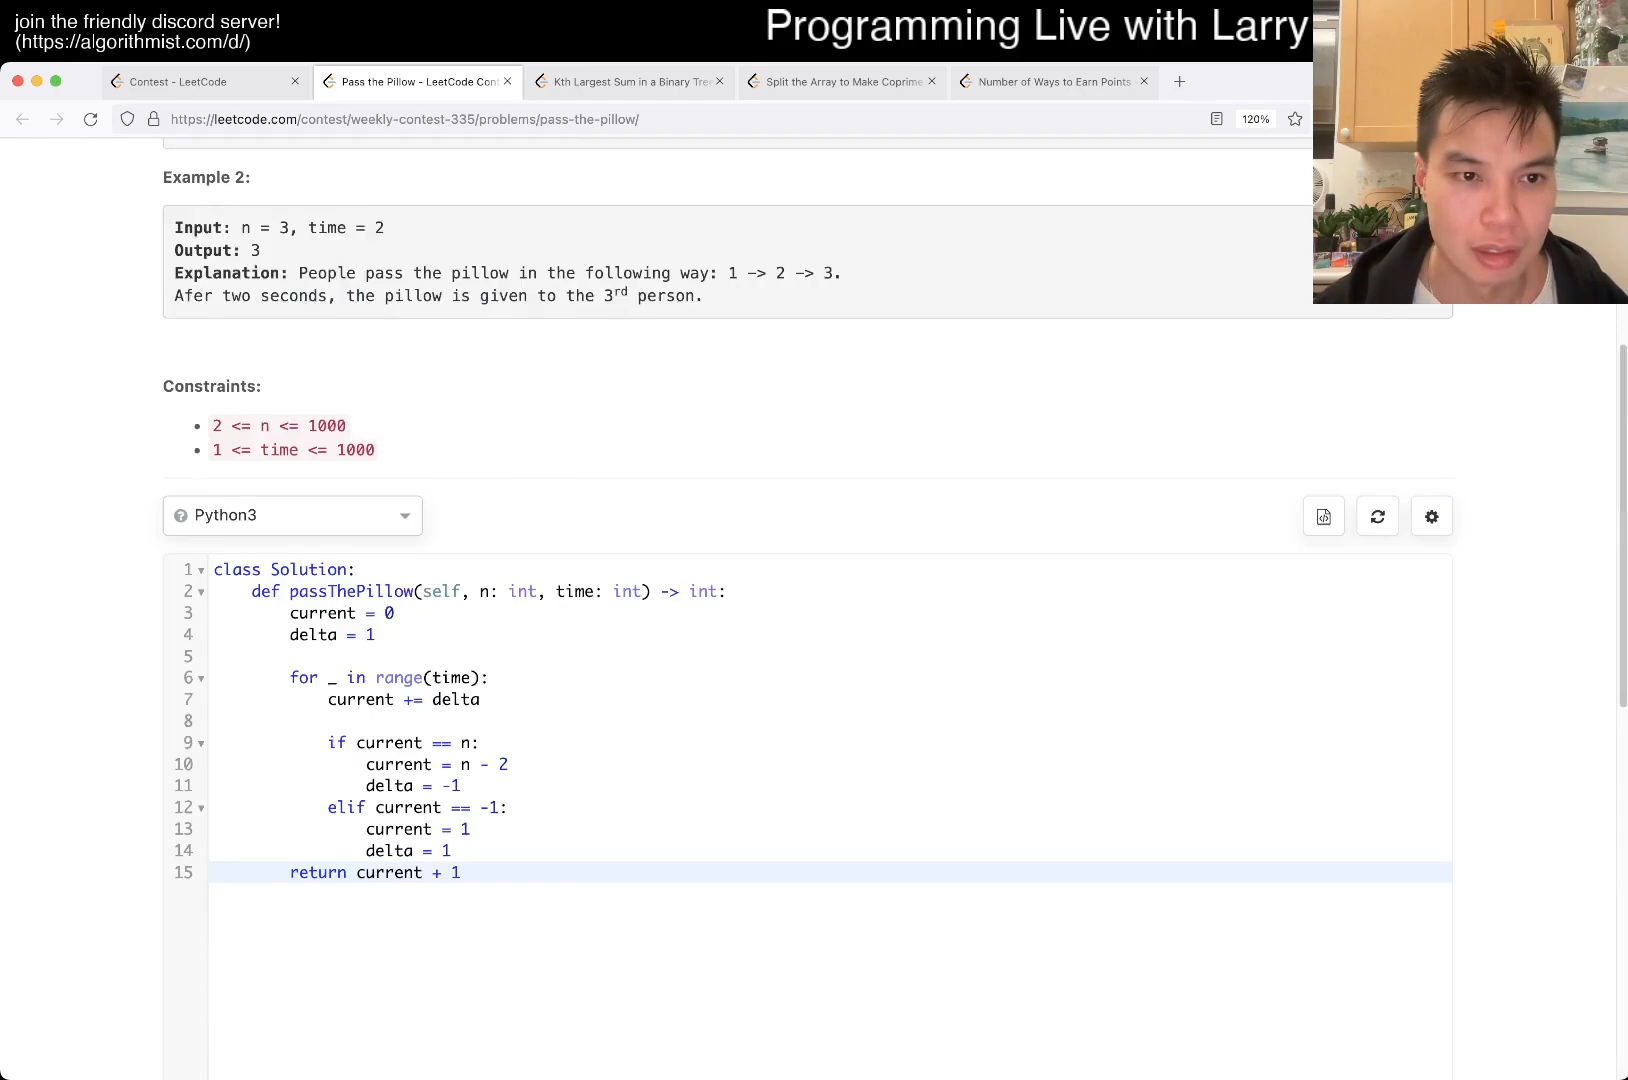 join the friendly discord server!
(https://algorithmist.com/d/)
Programming Live with Larry
Contest - LeetCode
Pass the Pillow - LeetCode Cont
Kth Largest Sum in a Binary Tree
Split the Array to Make Coprime
Number of Ways to Earn Points -
https://leetcode.com/contest/weekly-contest-335/problems/pass-the-pillow/
120%
Example 2:
Input: n = 3, time = 2
Output: 3
Explanation: People pass the pillow in the following way: 1 -> 2 -> 3.
Afer two seconds, the pillow is given to the 3rd person.
Constraints:
2 <= n <= 1000
1 <= time <= 1000
Python3
1 class Solution:
2 def passThePillow(self, n: int, time: int) -> int:
3 current = 0
4 delta = 1
5
6 for _ in range(time):
7 current += delta
8
9 if current == n:
10 current = n - 2
11 delta = -1
12 elif current == -1:
13 current = 1
14 delta = 1
15 return current + 1